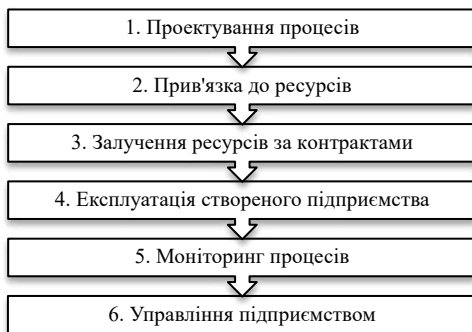 1. Проектування процесів
2. Прив'язка до ресурсів
3. Залучення ресурсів за контрактами
4. Експлуатація створеного підприємства
5. Моніторинг процесів
6. Управління підприємством